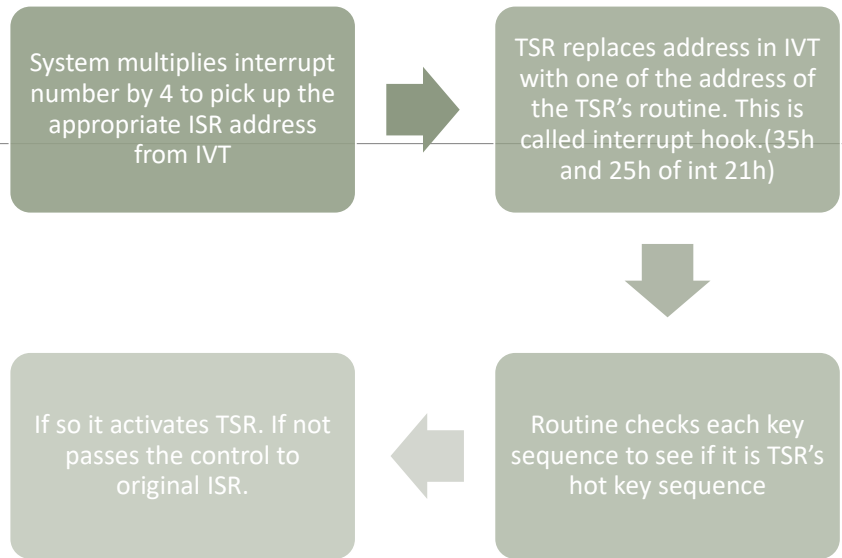 System multiplies interrupt
number by 4 to pick up the
appropriate ISR address
from IVT
TSR replaces address in IVT
with one of the address of
the TSR's routine. This is
called interrupt hook.(35h
and 25h of int 21h)
Routine checks each key
sequence to see if it is TSR's
hot key sequence
If so it activates TSR. If not
passes the control to
original ISR.